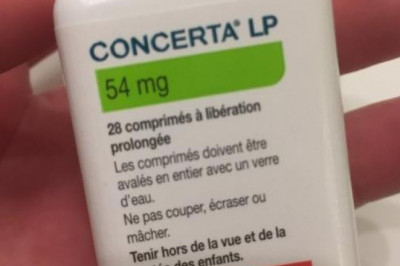 CONCERTA® LP
54 mg
28 comprimés à libération
prolongée
Les comprimés doivent être
avalés en entier avec un verre
d'eau.
Ne pas couper, écraser ou
mâcher.
Tenir hors de la vue et de la
des enfants.